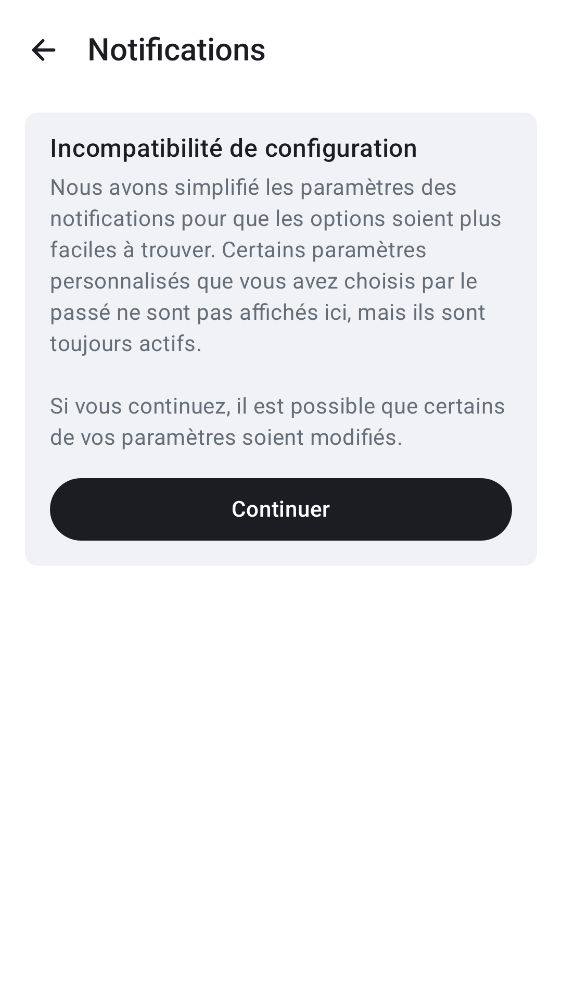 Notifications
Incompatibilité de configuration
Nous avons simplifié les paramètres des
notifications pour que les options soient plus
faciles à trouver. Certains paramètres
personnalisés que vous avez choisis par le
passé ne sont pas affichés ici, mais ils sont
toujours actifs.
Si vous continuez, il est possible que certains
de vos paramètres soient modifiés.
Continuer